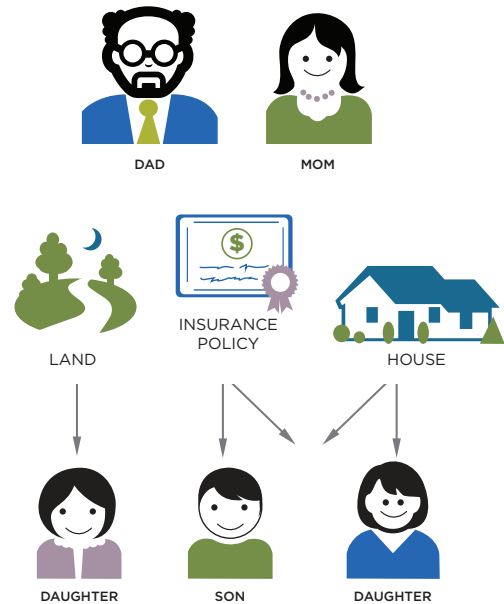 DAD
MOM
$
INSURANCE
POLICY
LAND
HOUSE
DAUGHTER
SON
DAUGHTER